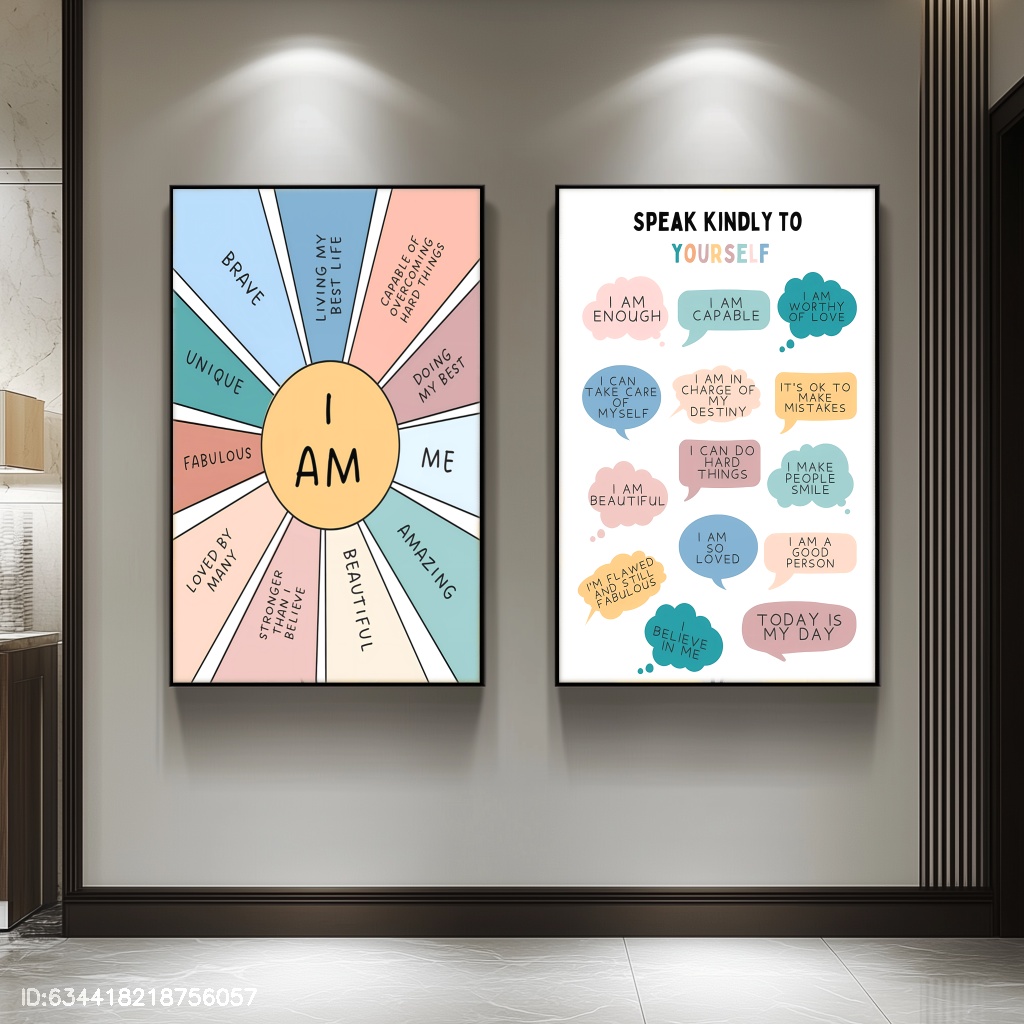 BRAVE
LIVING MY
BEST LIFE
CAPABLE OF
OVERCOMING
HARD THINGS
UNIQUE
DOING
MY BEST
I
AM
FABULOUS
ME
LOVED BY
MANY
AMAZING
STRONGER
THAN I
BELIEVE
BEAUTIFUL
SPEAK KINDLY TO
YOURSELF
I AM
ENOUGH
I AM
CAPABLE
I AM
WORTHY
OF LOVE
I CAN
TAKE CARE
OF
MYSELF
I AM IN
CHARGE OF
MY
DESTINY
IT'S OK TO
MAKE
MISTAKES
I AM
BEAUTIFUL
I CAN DO
HARD
THINGS
I MAKE
PEOPLE
SMILE
I'M FLAWED
AND STILL
FABULOUS
I AM
SO
LOVED
I AM A
GOOD
PERSON
I
BELIEVE
IN ME
TODAY IS
MY DAY
ID:634418218756057